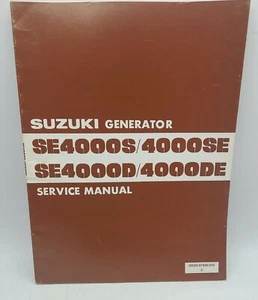 SUZUKI GENERATOR
SE4000S/4000SE
SE4000D/4000DE
SERVICE MANUAL